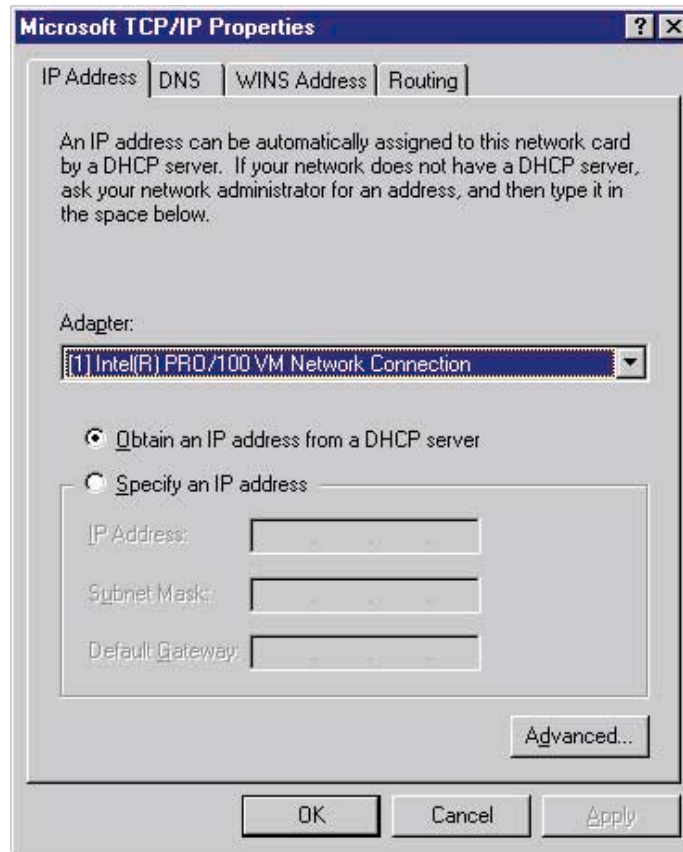 Microsoft TCP/IP Properties
IP Address DNS WINS Address Routing
An IP address can be automatically assigned to this network card
by a DHCP server. If your network does not have a DHCP server,
ask your network administrator for an address, and then type it in
the space below.
Adapter:
[1] Intel(R) PRO/100 VM Network Connection
Obtain an IP address from a DHCP server
Specify an IP address
IP Address:
Subnet Mask:
Default Gateway:
Advanced...
OK Cancel Apply